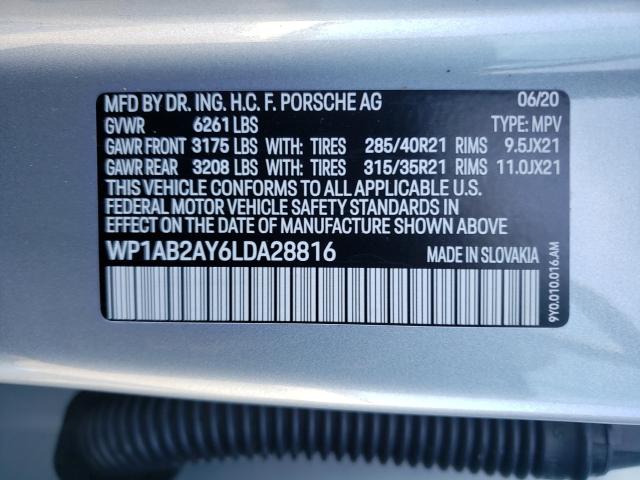 MFD BY DR. ING. H.C. F. PORSCHE AG 06/20
GVWR 6261 LBS TYPE: MPV
GAWR FRONT 3175 LBS WITH: TIRES 285/40R21 RIMS 9.5JX21
GAWR REAR 3208 LBS WITH: TIRES 315/35R21 RIMS 11.0JX21
THIS VEHICLE CONFORMS TO ALL APPLICABLE U.S.
FEDERAL MOTOR VEHICLE SAFETY STANDARDS IN
EFFECT ON THE DATE OF MANUFACTURE SHOWN ABOVE
WP1AB2AY6LDA28816 MADE IN SLOVAKIA
9Y0.010.016.AM